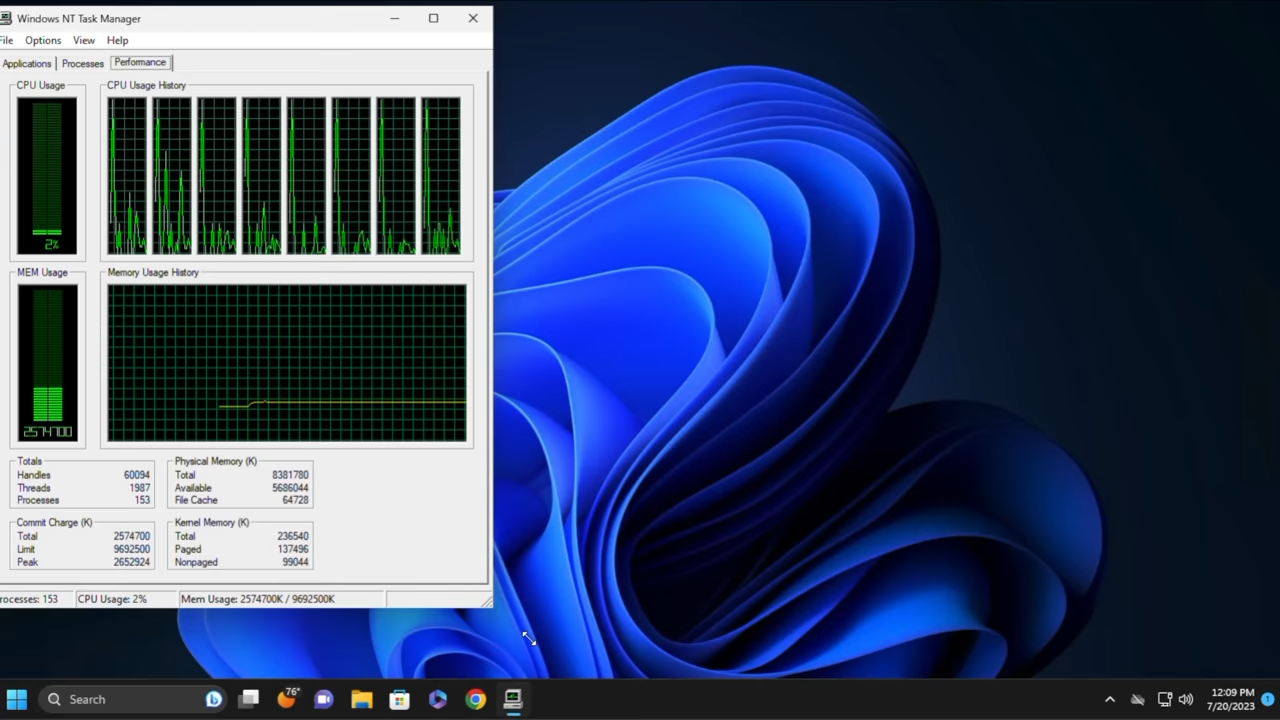 Windows NT Task Manager
File Options View Help
Applications Processes Performance
CPU Usage CPU Usage History
2%
MEM Usage Memory Usage History
2574700
Totals
Handles 60094
Threads 1987
Processes 153
Physical Memory (K)
Total 8381780
Available 5686044
File Cache 64728
Commit Charge (K)
Total 2574700
Limit 9692500
Peak 2652924
Kernel Memory (K)
Total 236540
Paged 137496
Nonpaged 99044
rocesses: 153 CPU Usage: 2% Mem Usage: 2574700K / 9692500K
Search
76°
12:09 PM
7/20/2023
1